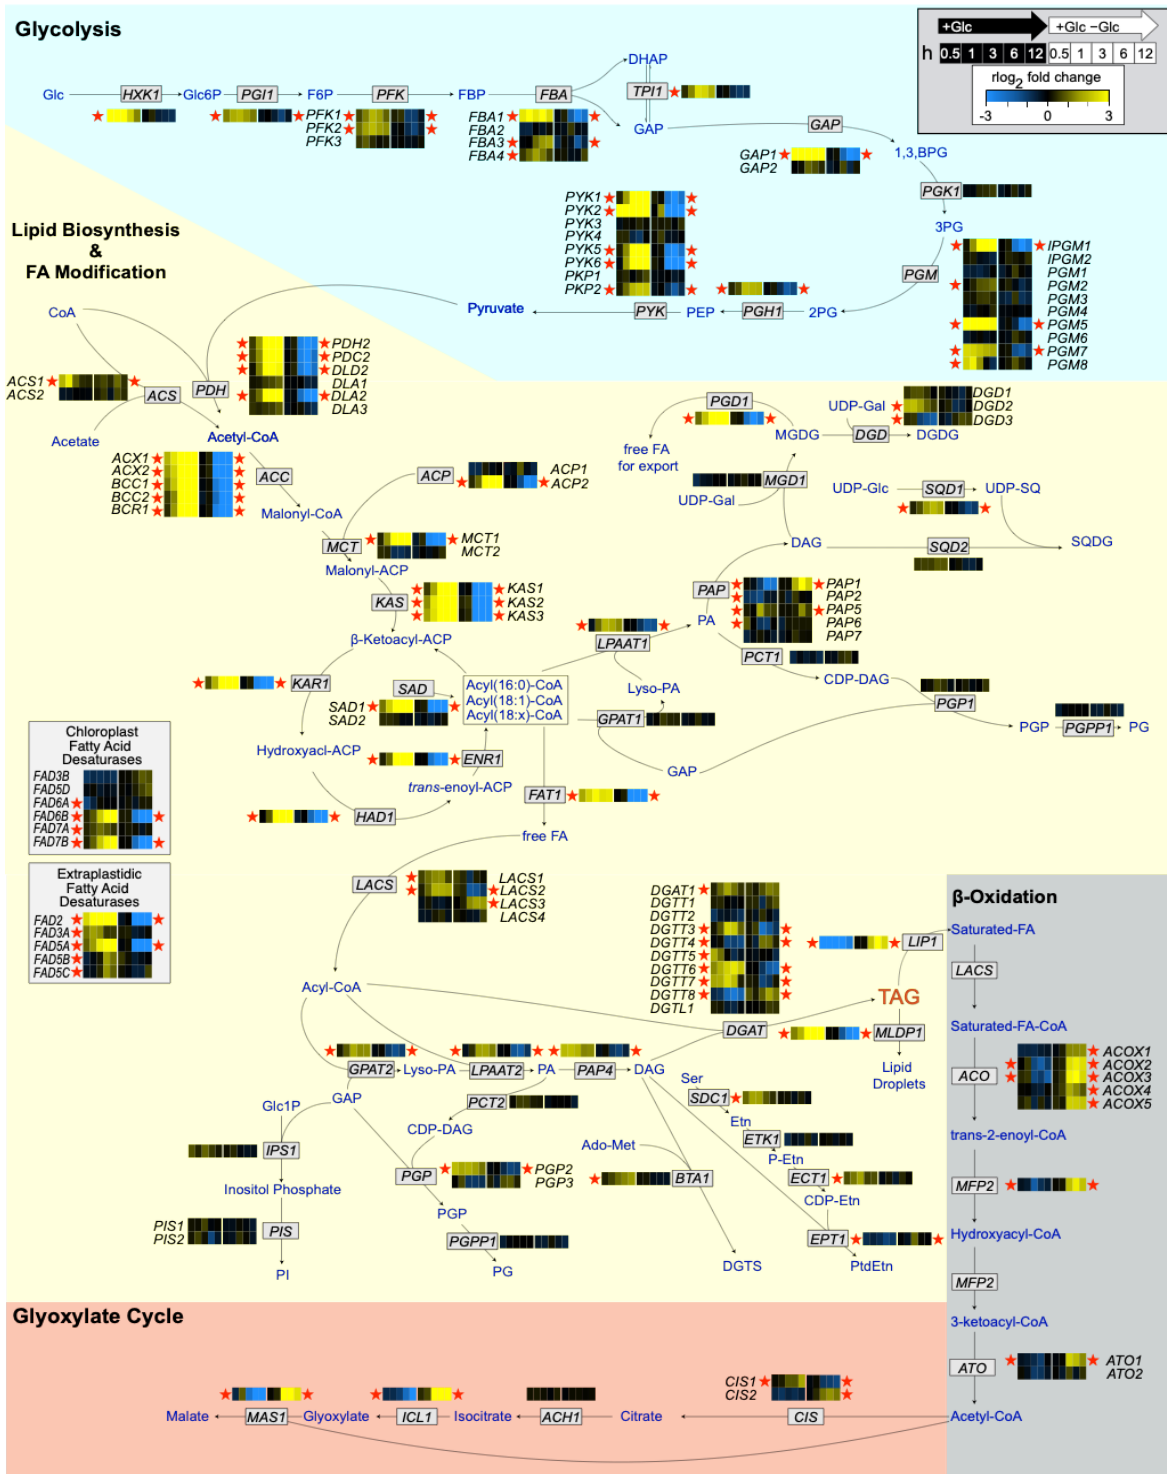 Glycolysis
+Glc
+Glc −Glc
h 0.5 1 3 6 12 0.5 1 3 6 12
rlog2 fold change
-3 0 3
DHAP
Glc
HXK1
Glc6P
PGI1
F6P
PFK
FBP
FBA
TPI1
GAP
PFK1
PFK2
PFK3
FBA1
FBA2
FBA3
FBA4
GAP
GAP1
GAP2
1,3,BPG
PGK1
3PG
PYK1
PYK2
PYK3
PYK4
PYK5
PYK6
PKP1
PKP2
PGM
IPGM1
IPGM2
PGM1
PGM2
PGM3
PGM4
PGM5
PGM6
PGM7
PGM8
Pyruvate
PYK
PEP
PGH1
2PG
Lipid Biosynthesis
&
FA Modification
CoA
ACS1
ACS2
ACS
PDH
PDH2
PDC2
DLD2
DLA1
DLA2
DLA3
Acetate
Acetyl-CoA
ACX1
ACX2
BCC1
BCC2
BCR1
ACC
Malonyl-CoA
ACP
ACP1
ACP2
MCT
MCT1
MCT2
Malonyl-ACP
KAS
KAS1
KAS2
KAS3
β-Ketoacyl-ACP
PGD1
free FA
for export
MGDG
UDP-Gal
DGD
DGDG
DGD1
DGD2
DGD3
MGD1
UDP-Gal
UDP-Glc
SQD1
UDP-SQ
DAG
SQD2
SQDG
PAP
PAP1
PAP2
PAP5
PAP6
PAP7
PA
LPAAT1
PCT1
CDP-DAG
Lyso-PA
GPAT1
PGP1
PGP
PGPP1
PG
GAP
KAR1
SAD
SAD1
SAD2
Acyl(16:0)-CoA
Acyl(18:1)-CoA
Acyl(18:x)-CoA
Hydroxyacl-ACP
ENR1
trans-enoyl-ACP
HAD1
FAT1
free FA
Chloroplast
Fatty Acid
Desaturases
FAD3B
FAD5D
FAD6A
FAD6B
FAD7A
FAD7B
Extraplastidic
Fatty Acid
Desaturases
FAD2
FAD3A
FAD5A
FAD5B
FAD5C
LACS
LACS1
LACS2
LACS3
LACS4
Acyl-CoA
DGAT1
DGTT1
DGTT2
DGTT3
DGTT4
DGTT5
DGTT6
DGTT7
DGTT8
DGTL1
LIP1
TAG
DGAT
MLDP1
Lipid
Droplets
GPAT2
Lyso-PA
LPAAT2
PA
PAP4
DAG
GAP
Glc1P
IPS1
Inositol Phosphate
PIS1
PIS2
PIS
PI
PCT2
CDP-DAG
PGP
PGP2
PGP3
PGP
PGPP1
PG
Ser
SDC1
Etn
ETK1
P-Etn
ECT1
CDP-Etn
EPT1
PtdEtn
Ado-Met
BTA1
DGTS
β-Oxidation
Saturated-FA
LACS
Saturated-FA-CoA
ACO
ACOX1
ACOX2
ACOX3
ACOX4
ACOX5
trans-2-enoyl-CoA
MFP2
Hydroxyacyl-CoA
MFP2
3-ketoacyl-CoA
ATO
ATO1
ATO2
Acetyl-CoA
Glyoxylate Cycle
Malate
MAS1
Glyoxylate
ICL1
Isocitrate
ACH1
Citrate
CIS1
CIS2
CIS